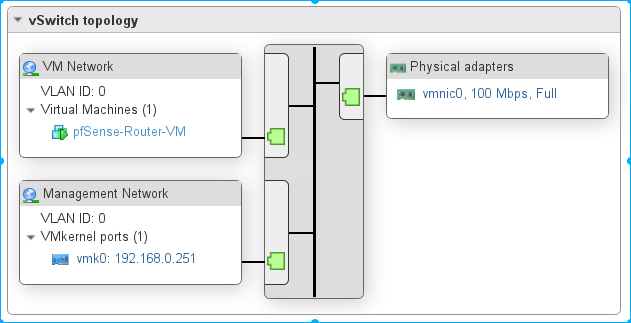 vSwitch topology
VM Network
VLAN ID: 0
Virtual Machines (1)
pfSense-Router-VM
Management Network
VLAN ID: 0
VMkernel ports (1)
vmk0: 192.168.0.251
Physical adapters
vmnic0, 100 Mbps, Full